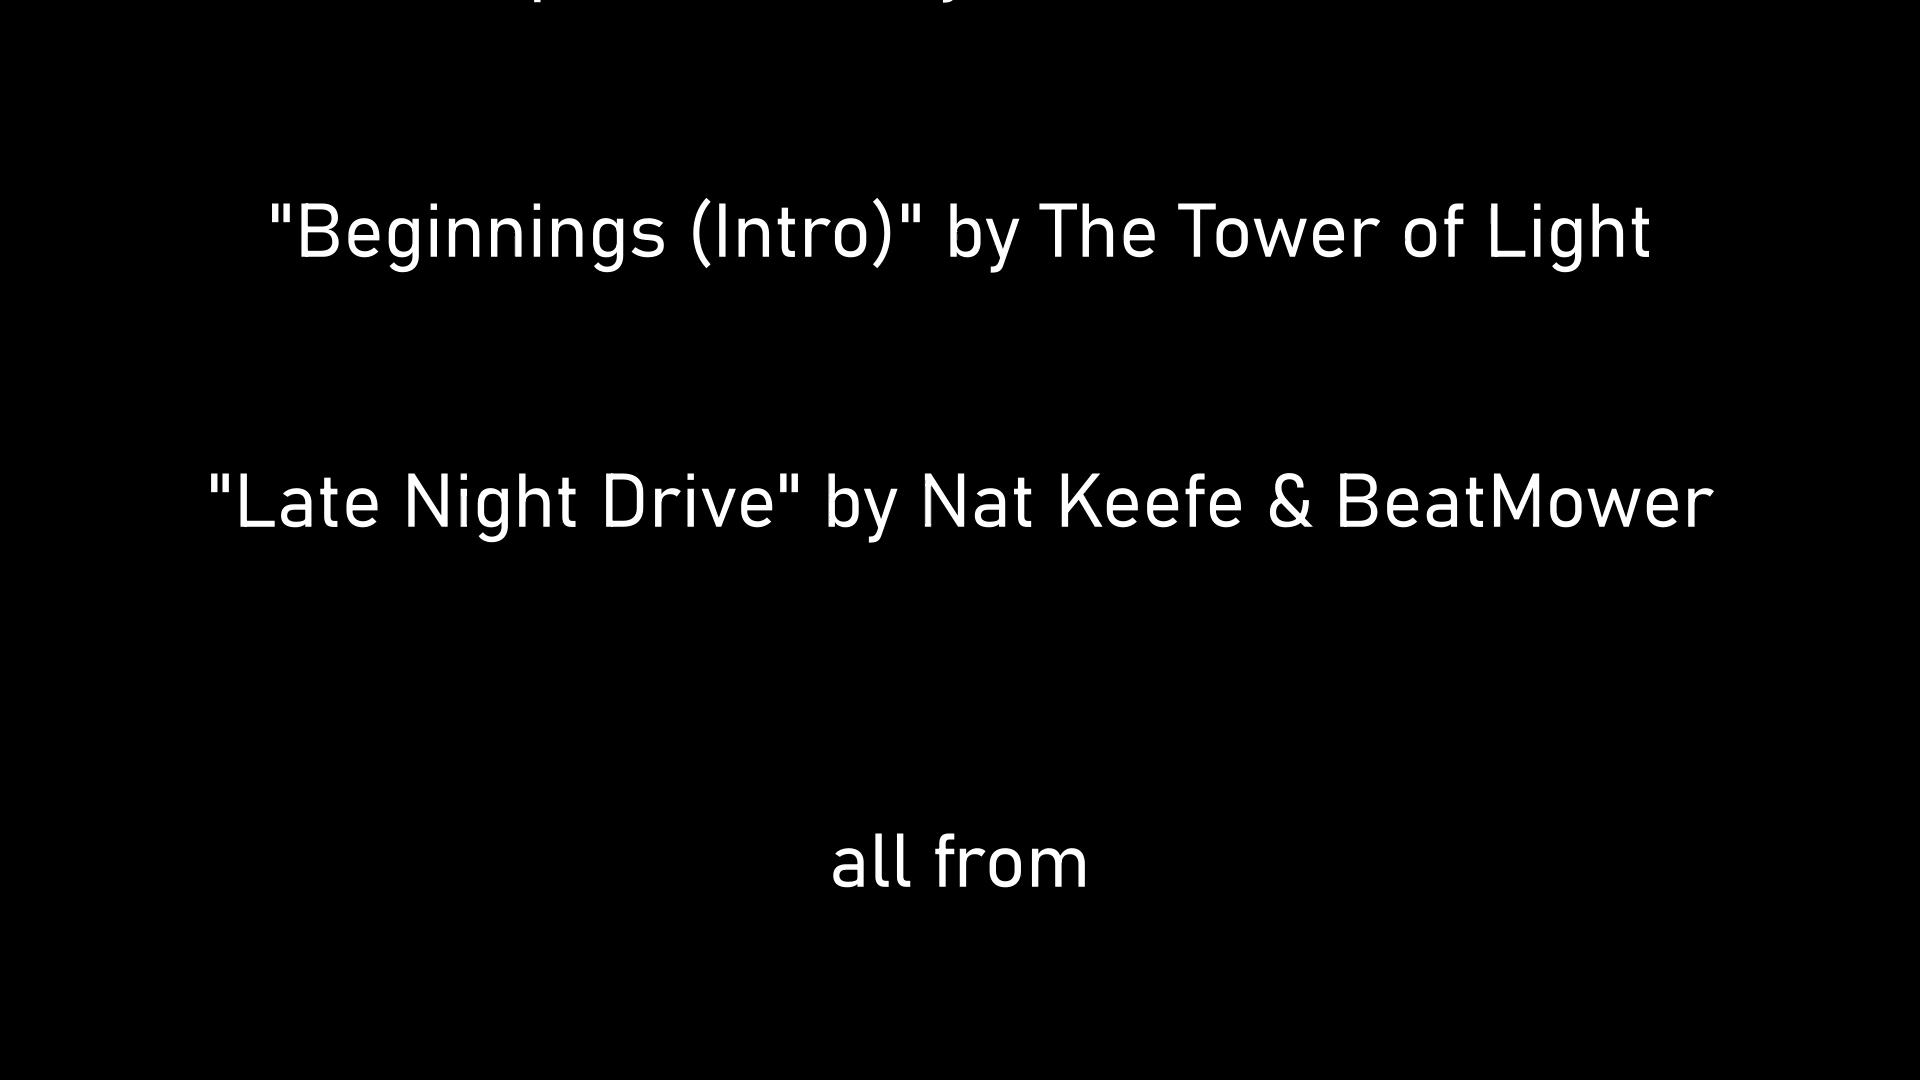 "Beginnings (Intro)" by The Tower of Light
"Late Night Drive" by Nat Keefe & BeatMower
all from